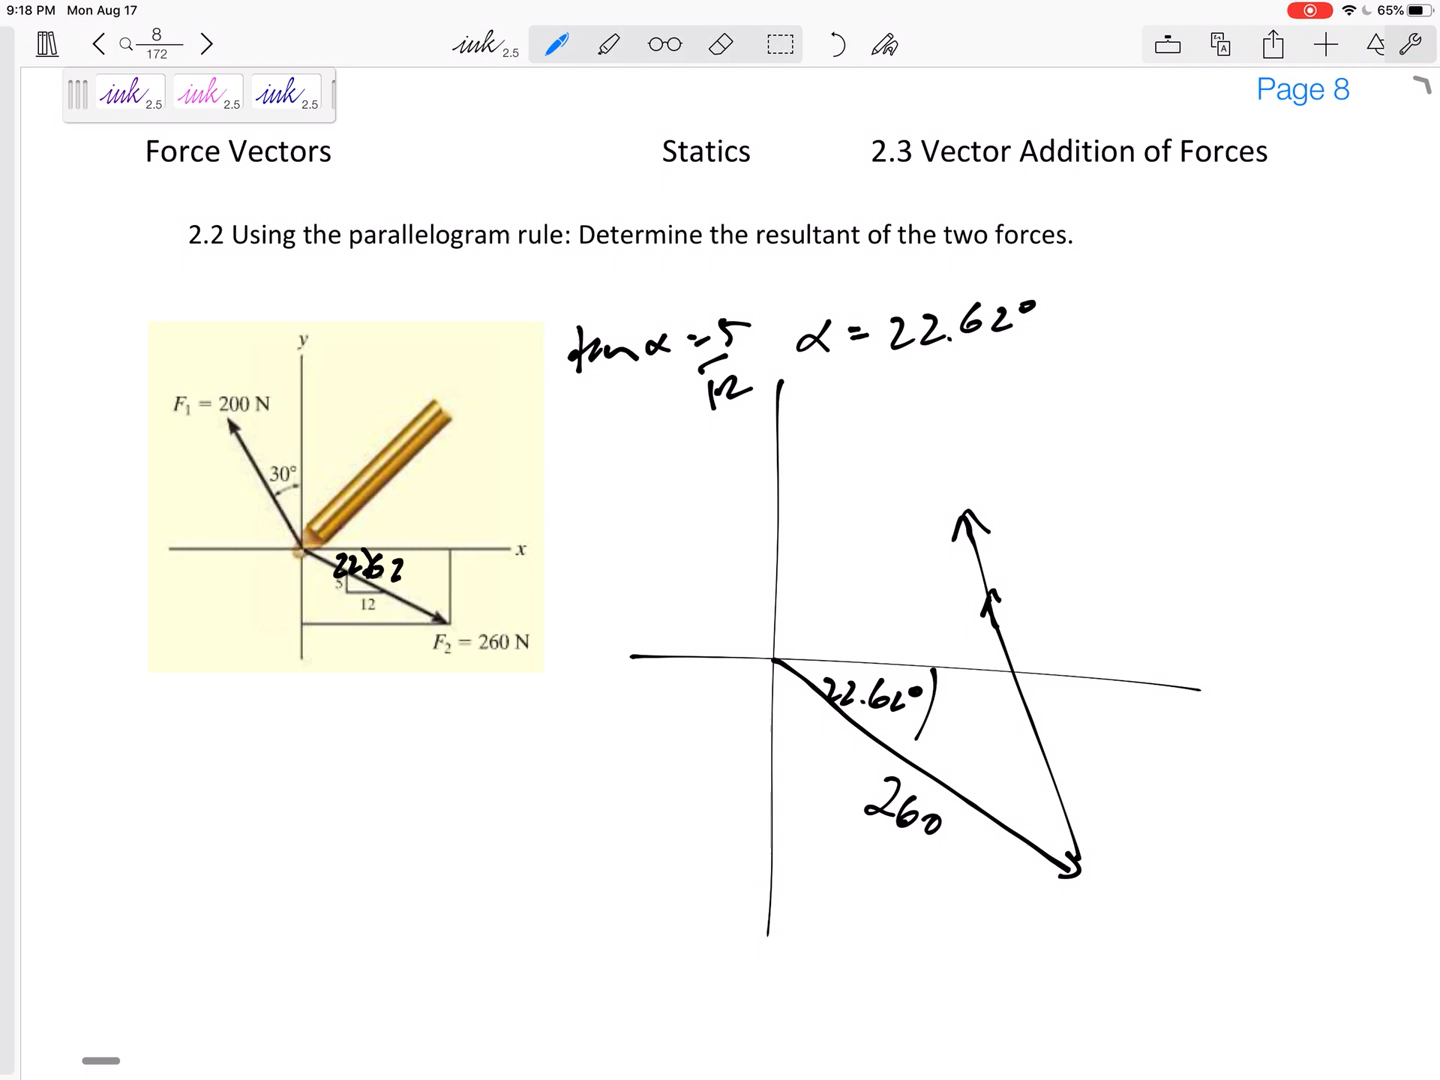 9:18 PM Mon Aug 17
65%
8
172
ink 2.5
ink 2.5
ink 2.5
ink 2.5
Page 8
Force Vectors Statics 2.3 Vector Addition of Forces
2.2 Using the parallelogram rule: Determine the resultant of the two forces.
tan α = 5/12 α = 22.62°
y
F₁ = 200 N
30°
x
22.62
5
12
F₂ = 260 N
22.62°
260